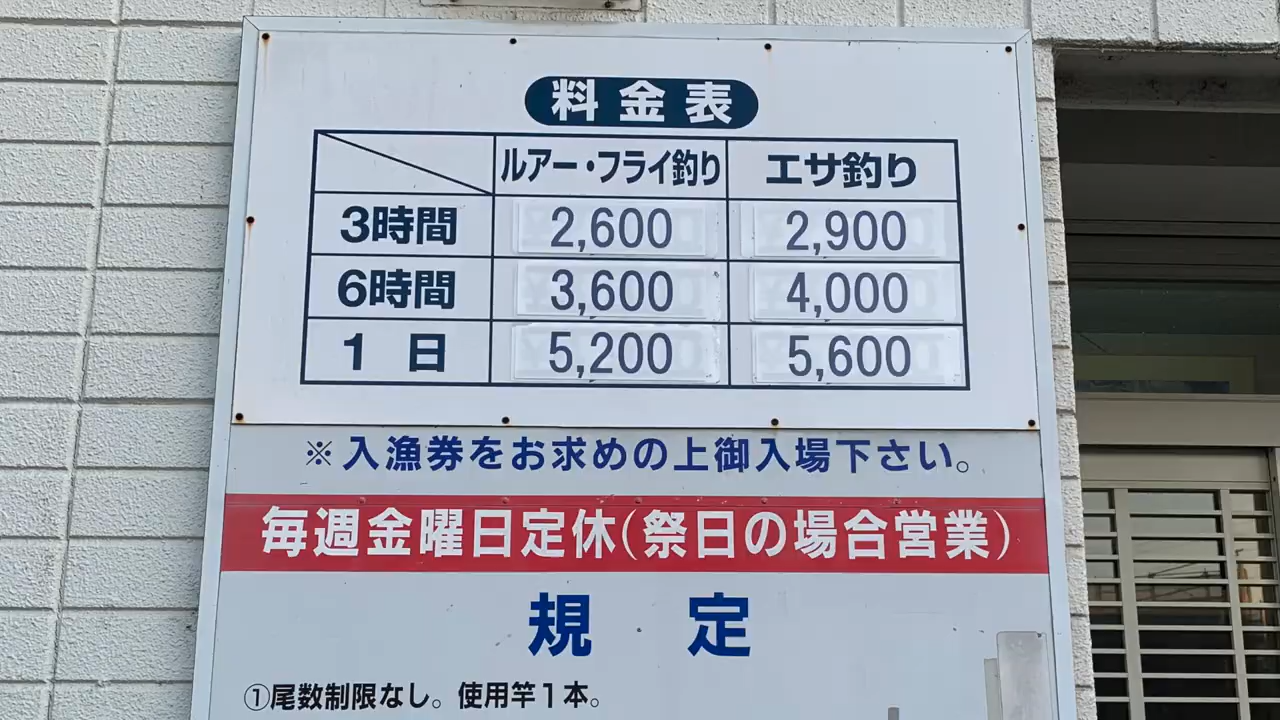 料金表
ルアー・フライ釣り エサ釣り
3時間 2,600 2,900
6時間 3,600 4,000
1日 5,200 5,600
※入漁券をお求めの上御入場下さい。
毎週金曜日定休(祭日の場合営業)
規定
①尾数制限なし。使用竿1本。